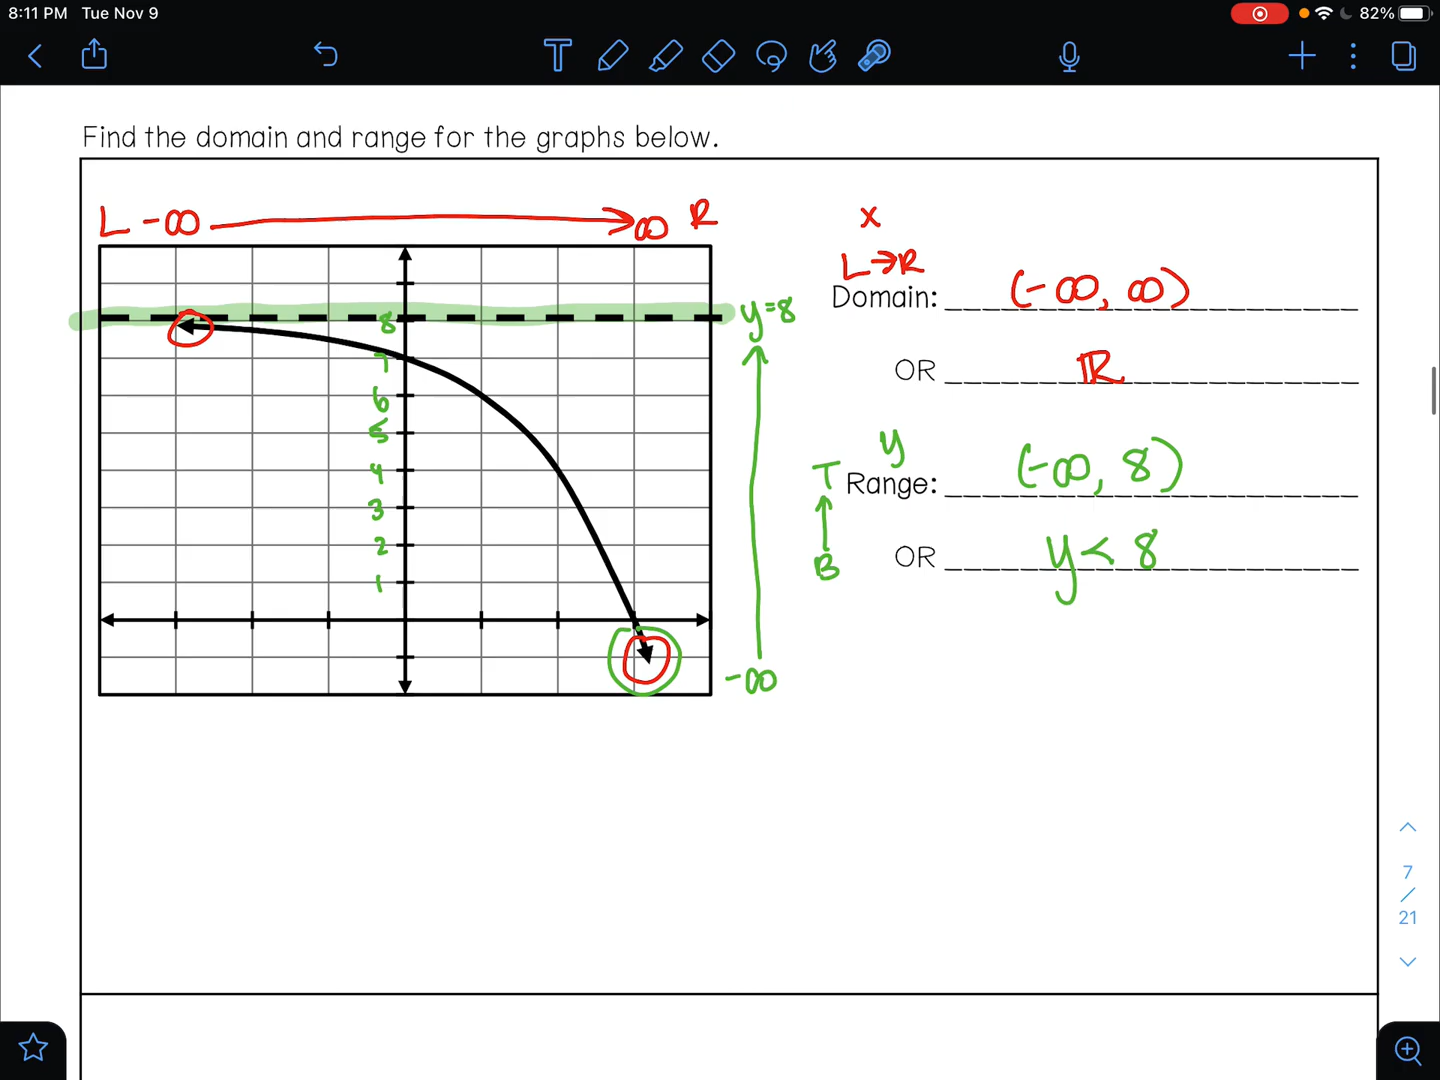 8:11 PM Tue Nov 9
82%
Find the domain and range for the graphs below.
L -∞ → ∞ R
x
L→R
Domain: (-∞, ∞)
OR ℝ
y
T
Range: (-∞, 8)
B
OR y < 8
y=8
-∞
8
7
6
5
4
3
2
1
7
/
21